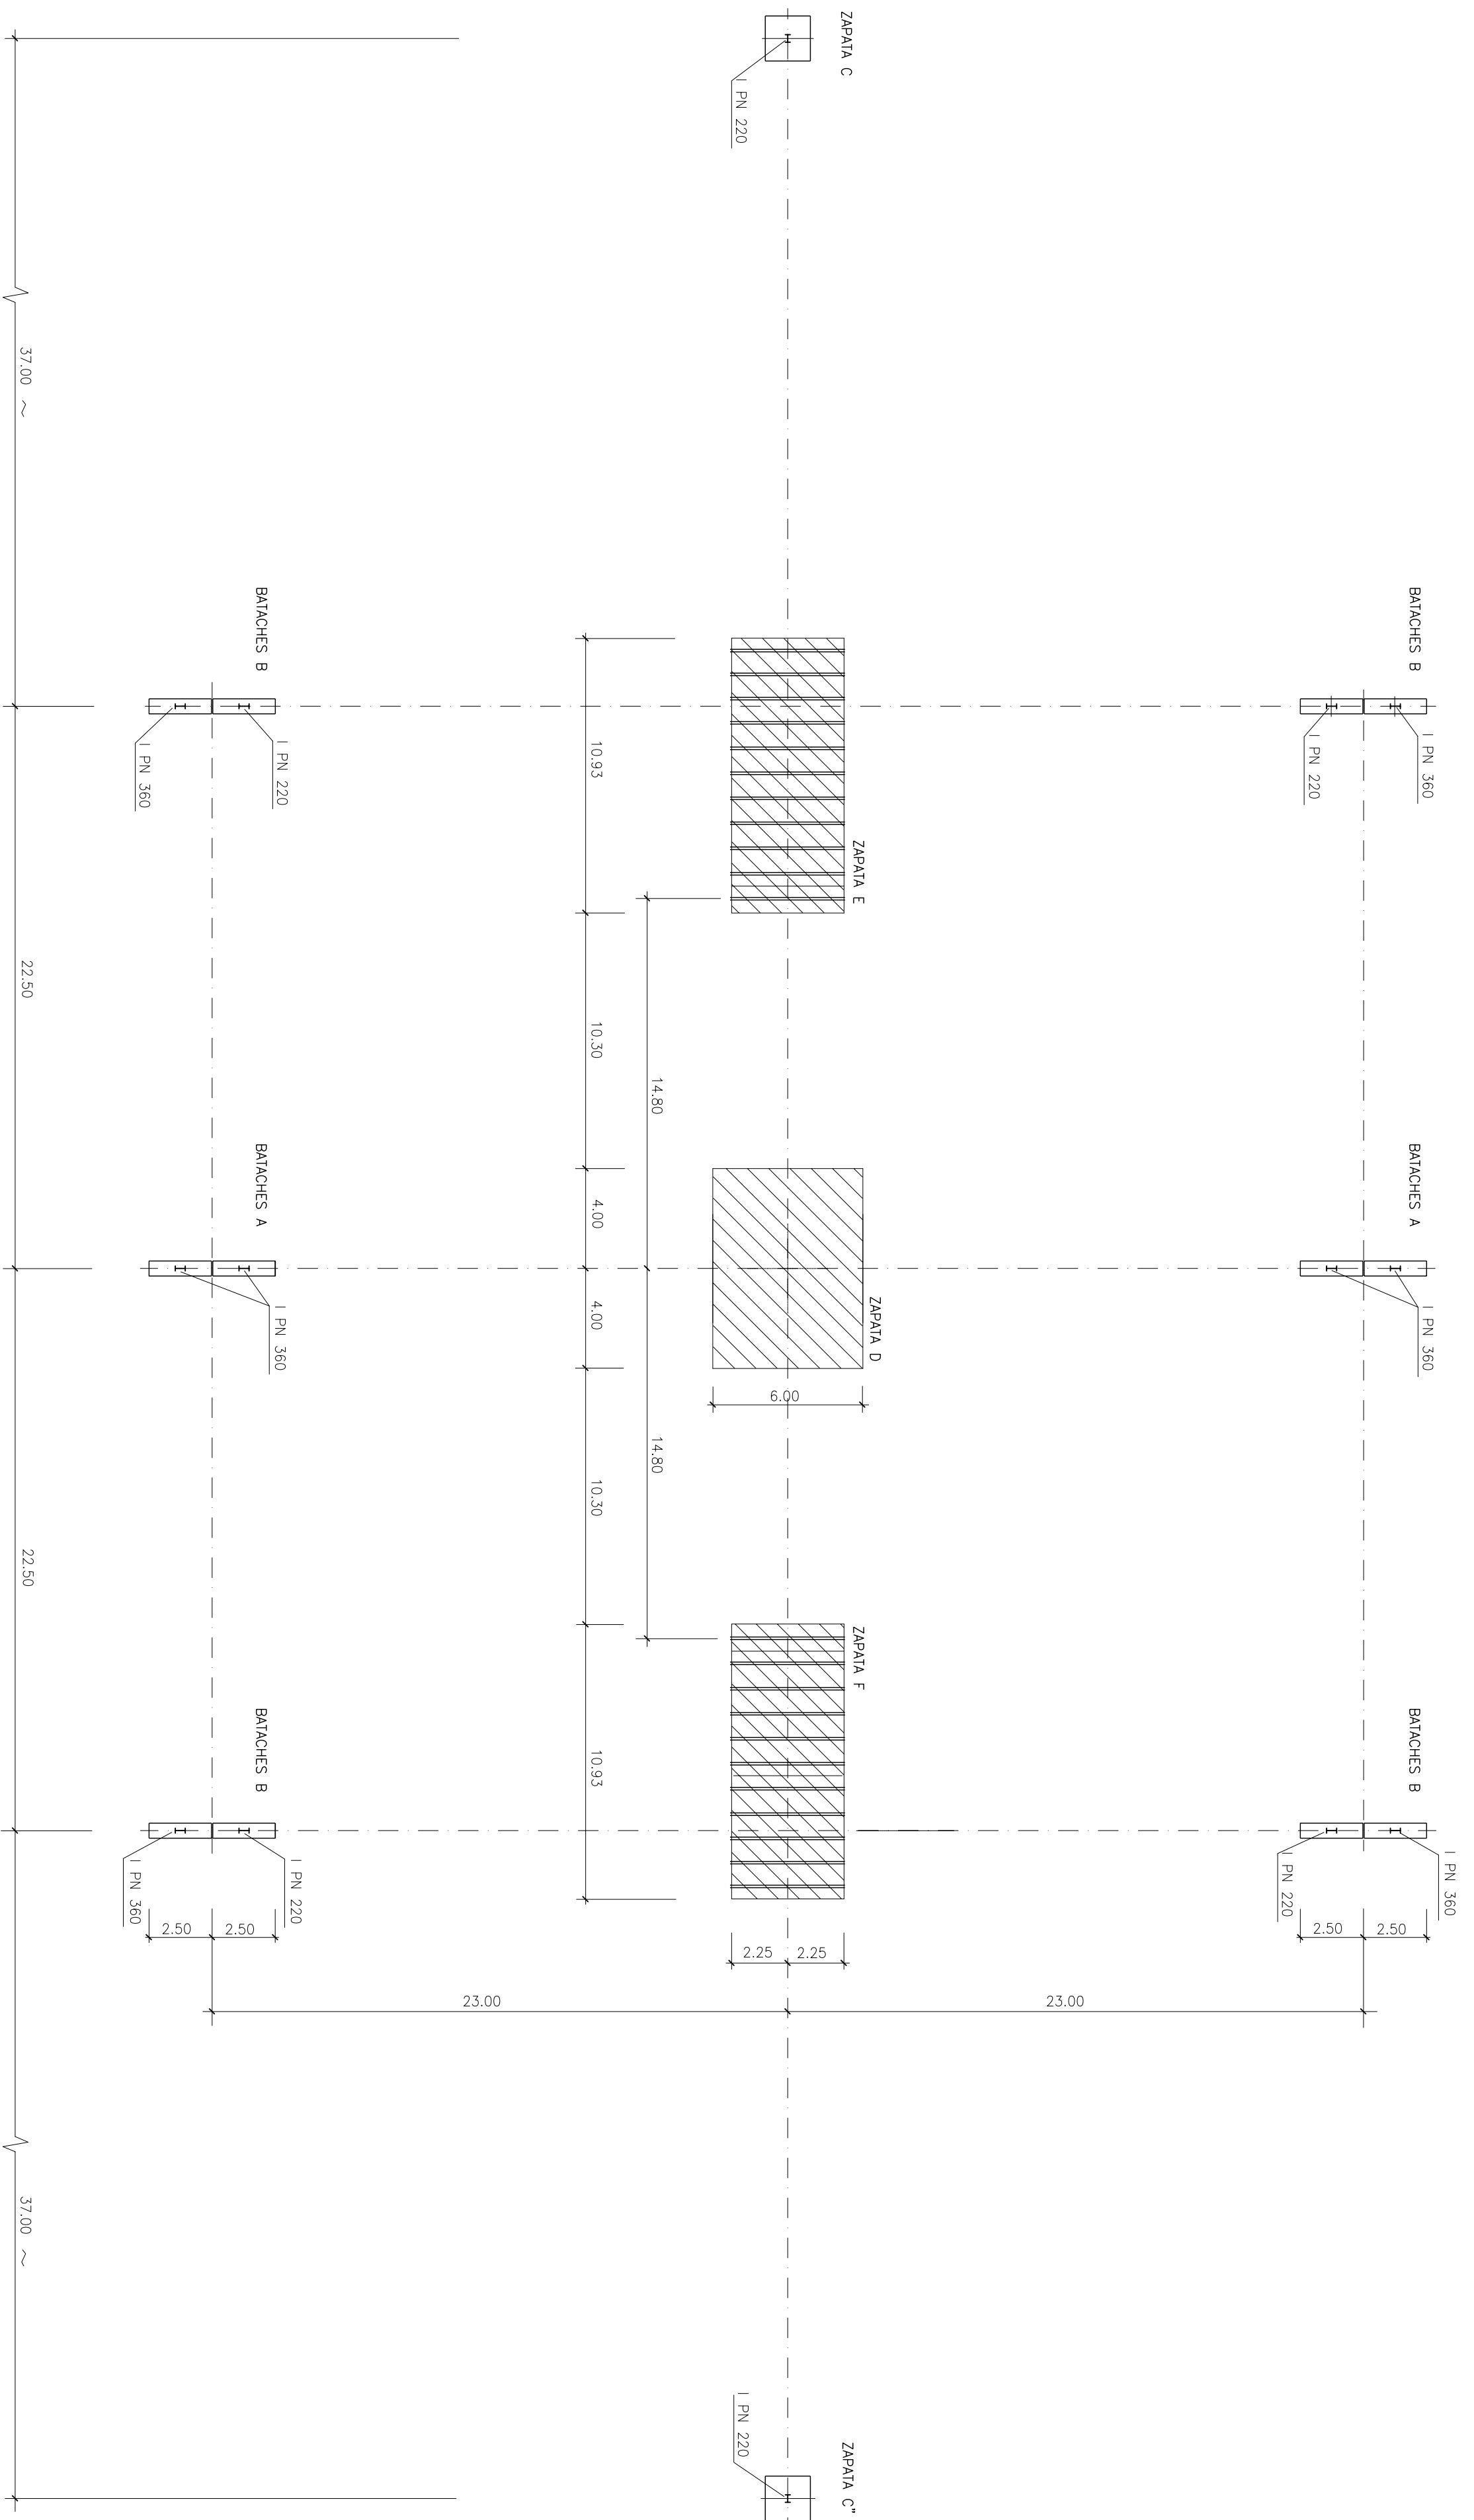 ZAPATA C
I PN 220
37.00 ~
BATACHES B
BATACHES B
I PN 360
I PN 220
I PN 220
I PN 360
10.93
ZAPATA E
22.50
10.30
14.80
BATACHES A
BATACHES A
4.00
4.00
ZAPATA D
I PN 360
I PN 360
6.00
14.80
10.30
22.50
ZAPATA F
BATACHES B
BATACHES B
10.93
I PN 360
I PN 220
I PN 220
I PN 360
2.50
2.50
2.25
2.25
2.50
2.50
23.00
23.00
37.00 ~
I PN 220
ZAPATA C"